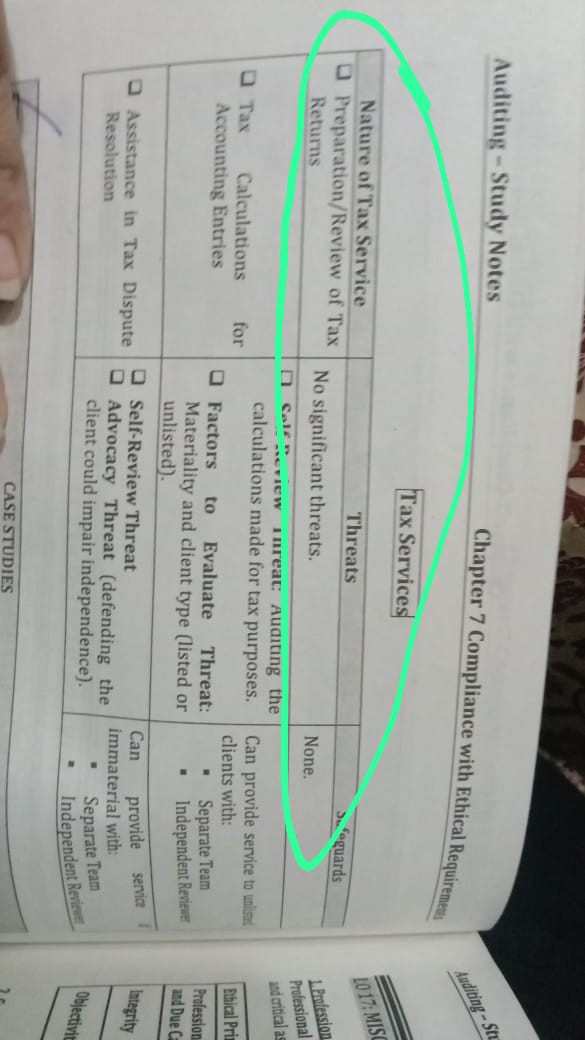 Auditing – Study Notes
Chapter 7 Compliance with Ethical Requirements
Tax Services
Nature of Tax Service
Threats
Safeguards
❑ Preparation/Review of Tax
Returns
No significant threats.
None.
❑ Tax Calculations for
Accounting Entries
❑ Self-Review Threat: Auditing the
calculations made for tax purposes.
❑ Factors to Evaluate Threat:
Materiality and client type (listed or
unlisted).
Can provide service to unlisted
clients with:
▪ Separate Team
▪ Independent Reviewer
❑ Assistance in Tax Dispute
Resolution
❑ Self-Review Threat
❑ Advocacy Threat (defending the
client could impair independence).
Can provide service
immaterial with:
▪ Separate Team
▪ Independent Reviewer
CASE STUDIES
Auditing – Stu
LO 17: MISC
1. Profession
Professional
and critical as
Ethical Pri
Profession
and Due Ca
Integrity
Objectivit